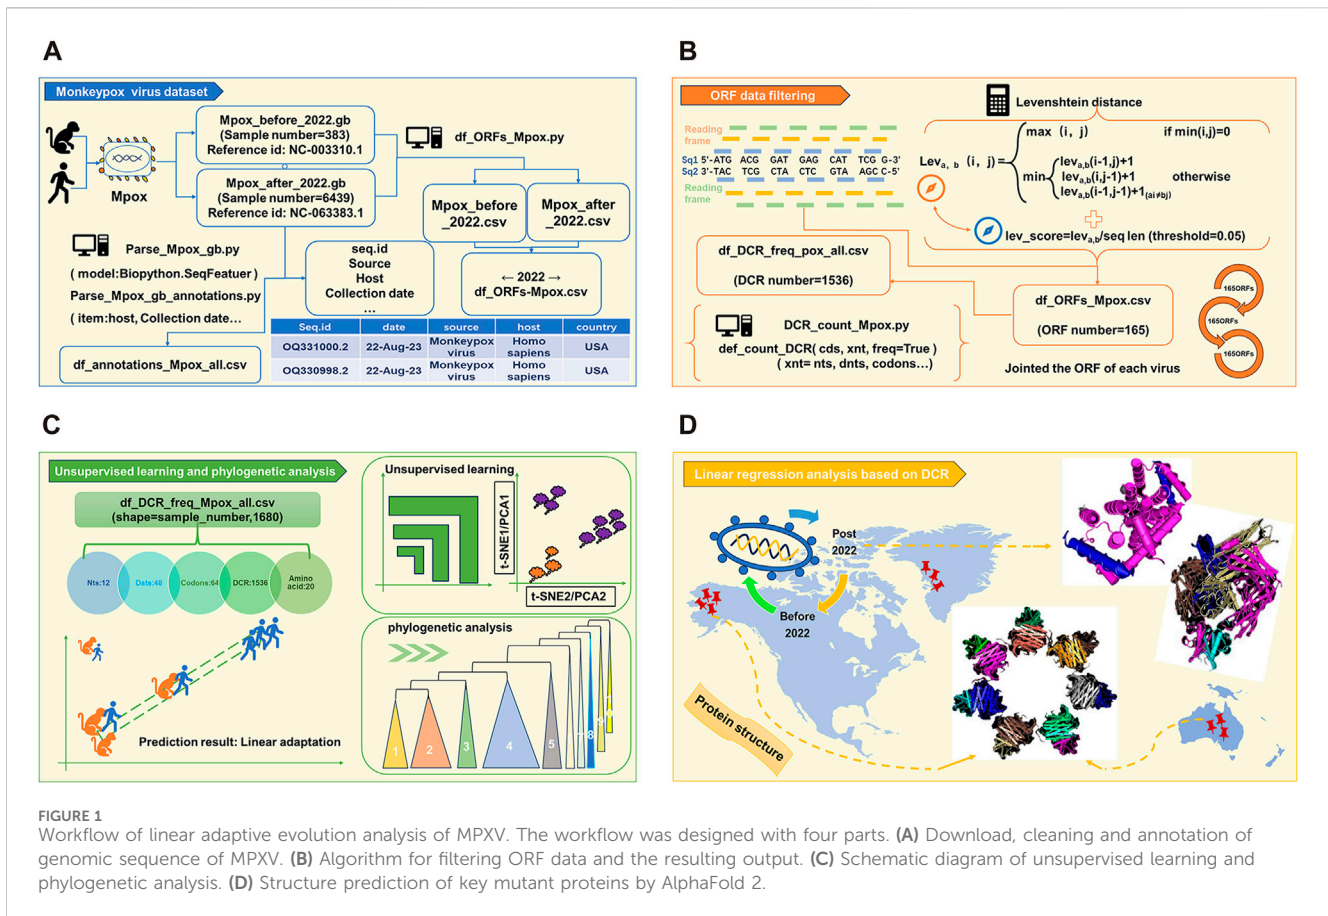 A
Monkeypox virus dataset
Mpox_before_2022.gb
(Sample number=383)
Reference id: NC-003310.1
Mpox
Mpox_after_2022.gb
(Sample number=6439)
Reference id: NC-063383.1
df_ORFs_Mpox.py
Mpox_before
_2022.csv
Mpox_after
_2022.csv
← 2022 →
df_ORFs-Mpox.csv
Parse_Mpox_gb.py
( model:Biopython.SeqFeatuer )
Parse_Mpox_gb_annotations.py
( item:host, Collection date…
seq.id
Source
Host
Collection date
...
df_annotations_Mpox_all.csv
Seq.id date source host country
OQ331000.2 22-Aug-23 Monkeypox virus Homo sapiens USA
OQ330998.2 22-Aug-23 Monkeypox virus Homo sapiens USA
B
ORF data filtering
Reading
frame
Sq1 5'-ATG ACG GAT GAG CAT TCG G-3'
Sq2 3'-TAC TCG CTA CTC GTA AGC C-5'
Reading
frame
Levenshtein distance
max (i, j) if min(i,j)=0
Lev a, b (i, j)=
min
lev a,b(i-1,j)+1
lev a,b(i,j-1)+1 otherwise
lev a,b(i-1,j-1)+1(ai≠bj)
lev_score=lev a,b/seq len (threshold=0.05)
df_DCR_freq_pox_all.csv
(DCR number=1536)
df_ORFs_Mpox.csv
(ORF number=165)
DCR_count_Mpox.py
def_count_DCR( cds, xnt, freq=True )
( xnt= nts, dnts, codons…)
165ORFs
165ORFs
165ORFs
Jointed the ORF of each virus
C
Unsupervised learning and phylogenetic analysis
df_DCR_freq_Mpox_all.csv
(shape=sample_number,1680)
Nts:12
Dnts:48
Codons:64
DCR:1536
Amino
acid:20
Prediction result: Linear adaptation
Unsupervised learning
t-SNE1/PCA1
t-SNE2/PCA2
phylogenetic analysis
1
2
3
4
5
8
D
Linear regression analysis based on DCR
Post
2022
Before
2022
Protein structure
FIGURE 1
Workflow of linear adaptive evolution analysis of MPXV. The workflow was designed with four parts. (A) Download, cleaning and annotation of
genomic sequence of MPXV. (B) Algorithm for filtering ORF data and the resulting output. (C) Schematic diagram of unsupervised learning and
phylogenetic analysis. (D) Structure prediction of key mutant proteins by AlphaFold 2.